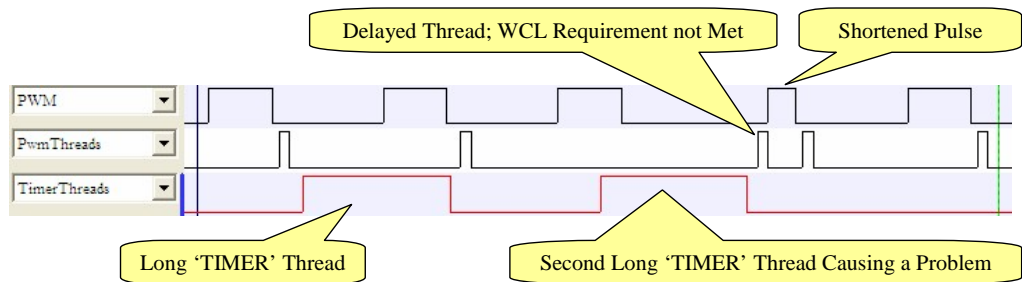 Delayed Thread; WCL Requirement not Met
Shortened Pulse
PWM
PwmThreads
TimerThreads
Long ‘TIMER’ Thread
Second Long ‘TIMER’ Thread Causing a Problem